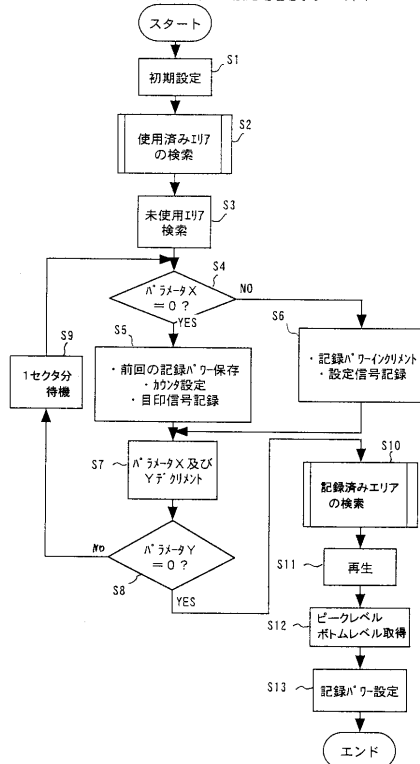 スタート
S1
初期設定
S2
使用済みエリア
の検索
S3
未使用エリア
検索
S4
パラメータX
=0?
NO
YES
S5
・前回の記録パワー保存
・カウンタ設定
・目印信号記録
S6
・記録パワーインクリメント
・設定信号記録
S9
1セクタ分
待機
S7
パラメータX及び
Yデクリメント
パラメータY
=0?
NO
S8
YES
S10
記録済みエリア
の検索
S11
再生
S12
ピークレベル
ボトムレベル取得
S13
記録パワー設定
エンド